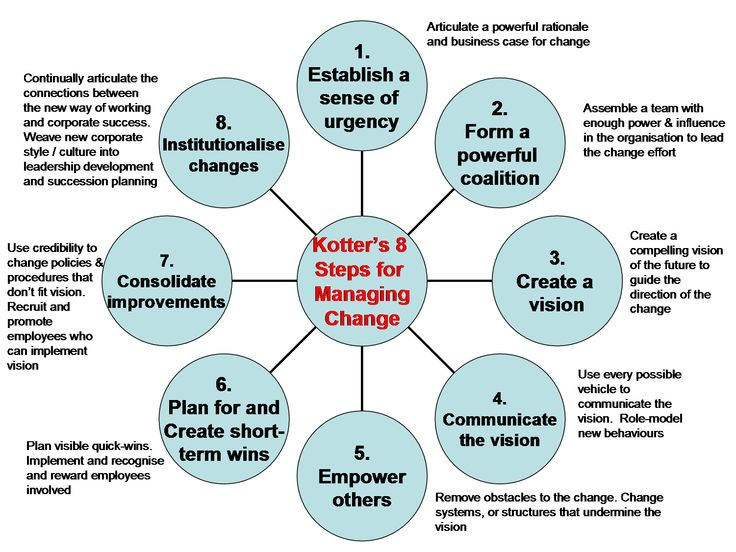 Kotter's 8
Steps for
Managing
Change
1.
Establish a
sense of
urgency
Articulate a powerful rationale
and business case for change
2.
Form a
powerful
coalition
Assemble a team with
enough power & influence
in the organisation to lead
the change effort
3.
Create a
vision
Create a
compelling vision
of the future to
guide the
direction of the
change
4.
Communicate
the vision
Use every possible
vehicle to
communicate the
vision.  Role-model
new behaviours
5.
Empower
others
Remove obstacles to the change. Change
systems, or structures that undermine the
vision
6.
Plan for and
Create short-
term wins
Plan visible quick-wins.
Implement and recognise
and reward employees
involved
7.
Consolidate
improvements
Use credibility to
change policies &
procedures that
don't fit vision.
Recruit and
promote
employees who
can implement
vision
8.
Institutionalise
changes
Continually articulate the
connections between
the new way of working
and corporate success.
Weave new corporate
style / culture into
leadership development
and succession planning